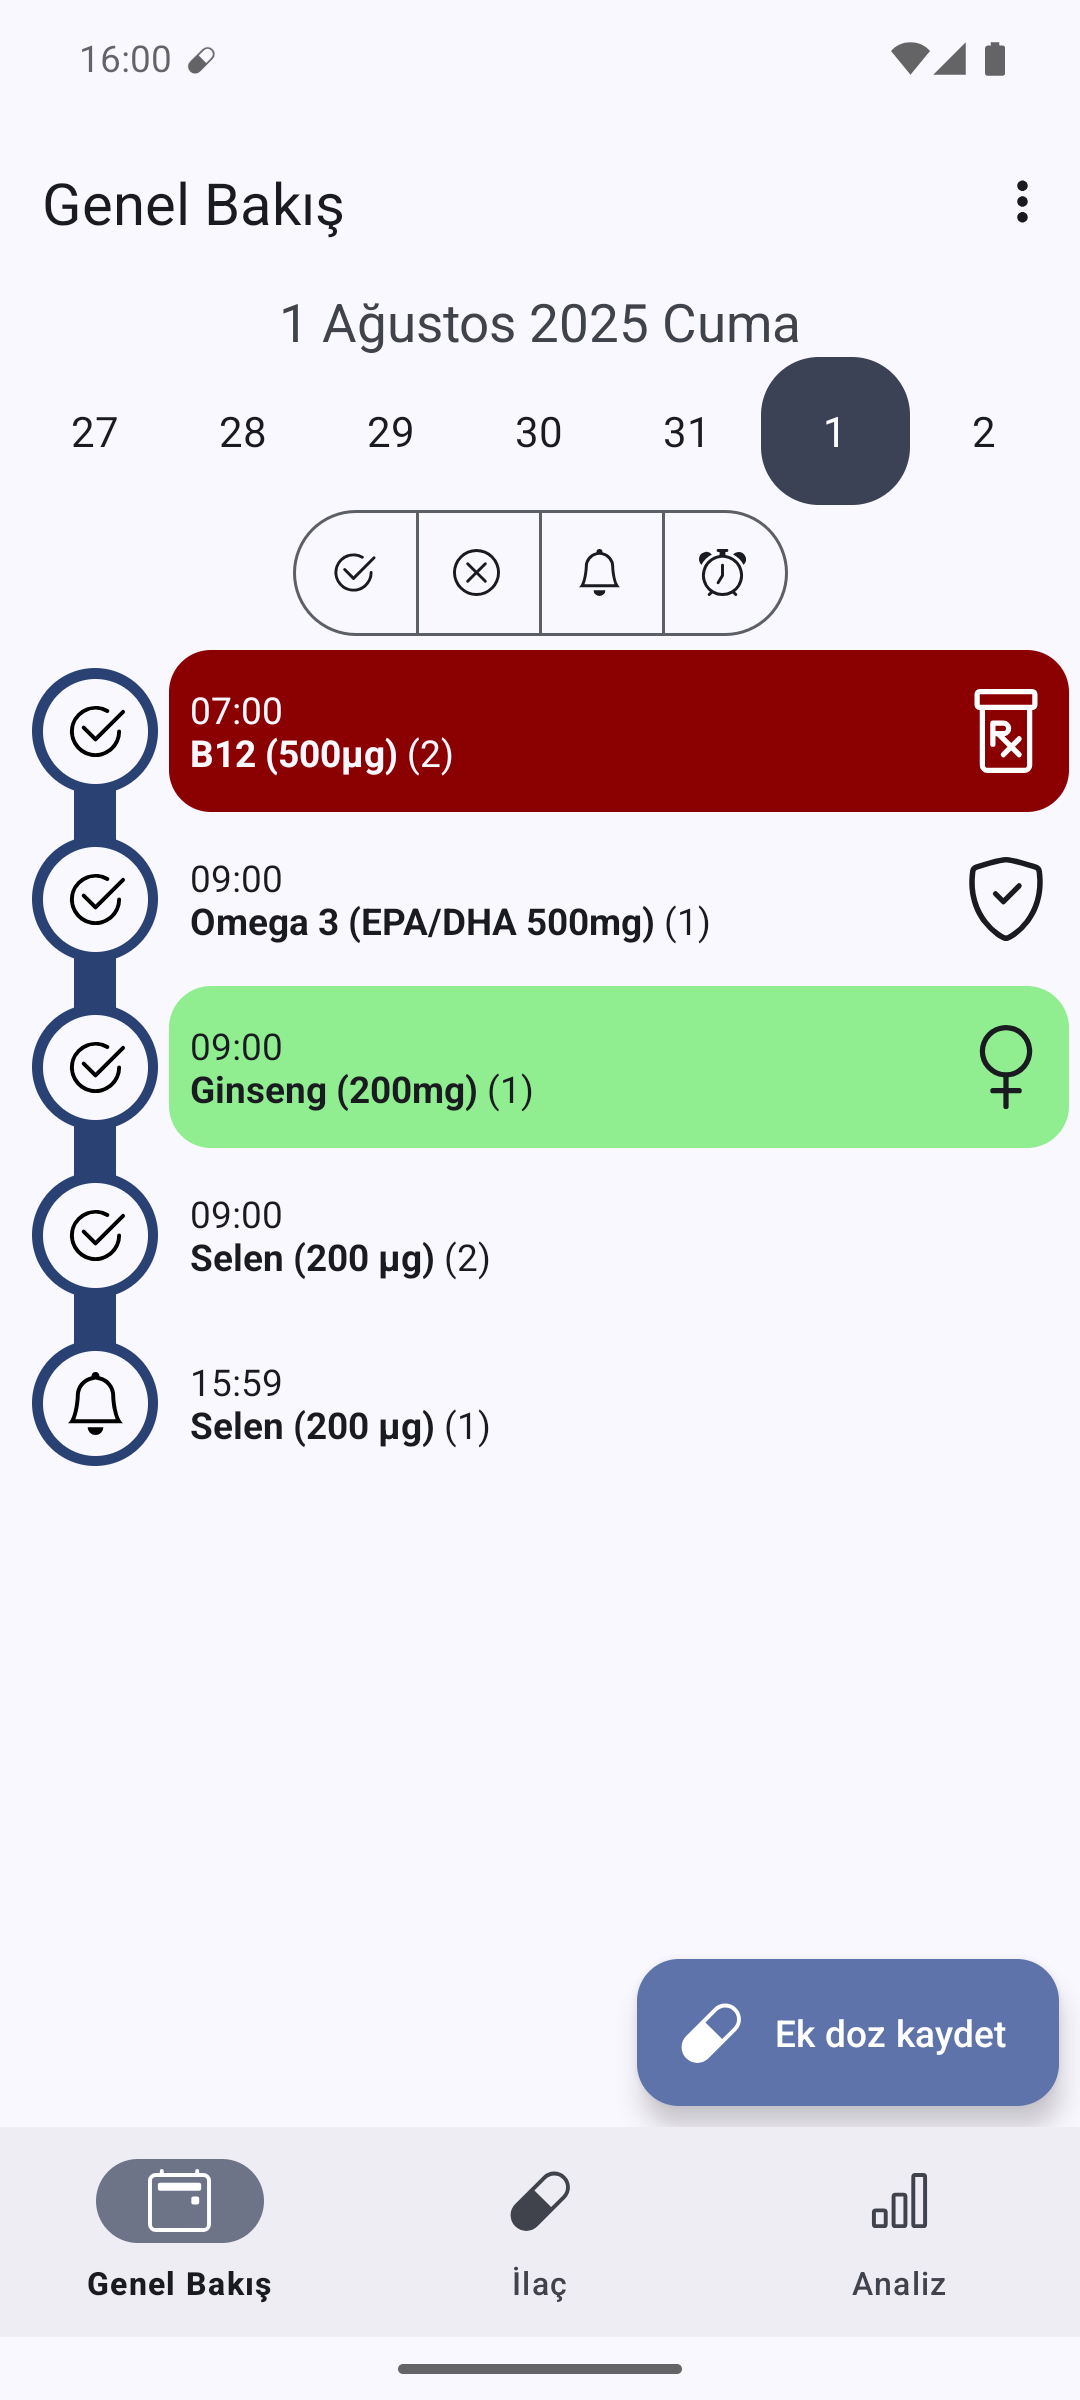 16:00
Genel Bakış
1 Ağustos 2025 Cuma
27 28 29 30 31 1 2
07:00
B12 (500µg) (2)
Rx
09:00
Omega 3 (EPA/DHA 500mg) (1)
09:00
Ginseng (200mg) (1)
09:00
Selen (200 µg) (2)
15:59
Selen (200 µg) (1)
Ek doz kaydet
Genel Bakış İlaç Analiz